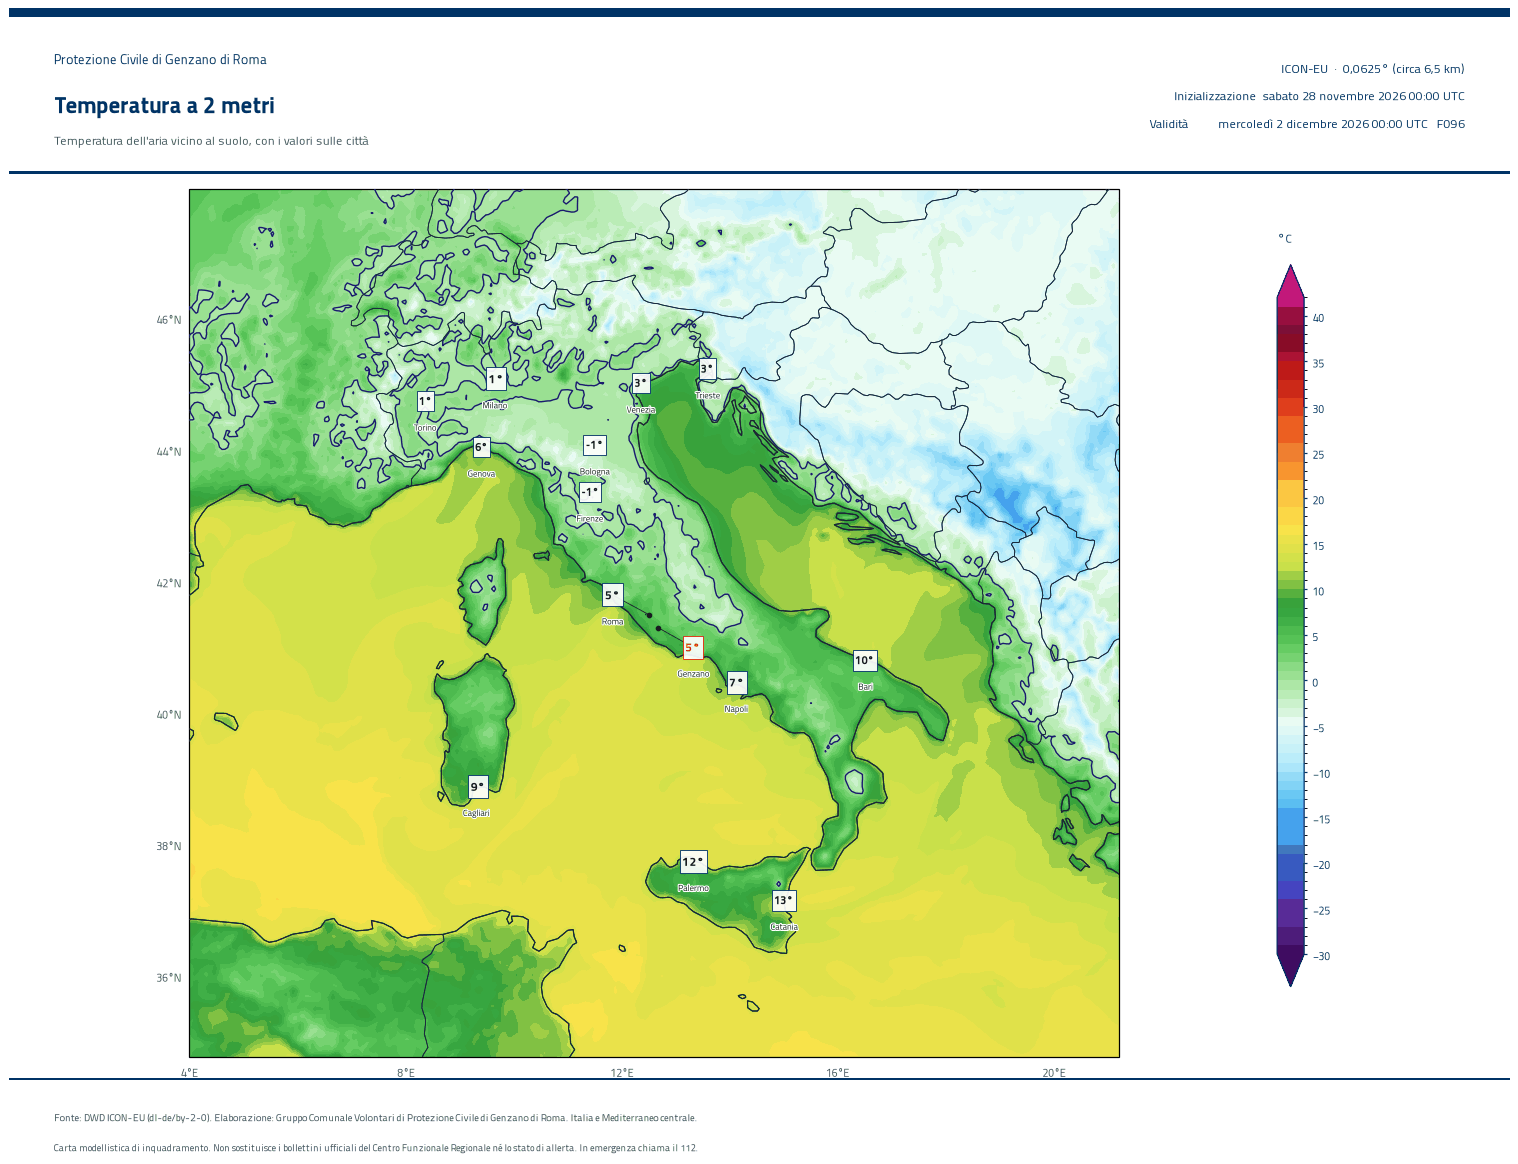 Protezione Civile di Genzano di Roma
Temperatura a 2 metri
Temperatura dell'aria vicino al suolo, con i valori sulle città
ICON-EU · 0,0625° (circa 6,5 km)
Inizializzazione sabato 28 novembre 2026 00:00 UTC
Validità mercoledì 2 dicembre 2026 00:00 UTC F096
°C
40
35
30
25
20
15
10
5
0
−5
−10
−15
−20
−25
−30
46°N
44°N
42°N
40°N
38°N
36°N
4°E
8°E
12°E
16°E
20°E
1°
Milano
1°
Torino
3°
Venezia
3°
Trieste
6°
Genova
-1°
Bologna
-1°
Firenze
5°
Roma
5°
Genzano
7°
Napoli
10°
Bari
9°
Cagliari
12°
Palermo
13°
Catania
Fonte: DWD ICON-EU (dl-de/by-2-0). Elaborazione: Gruppo Comunale Volontari di Protezione Civile di Genzano di Roma. Italia e Mediterraneo centrale.
Carta modellistica di inquadramento. Non sostituisce i bollettini ufficiali del Centro Funzionale Regionale né lo stato di allerta. In emergenza chiama il 112.